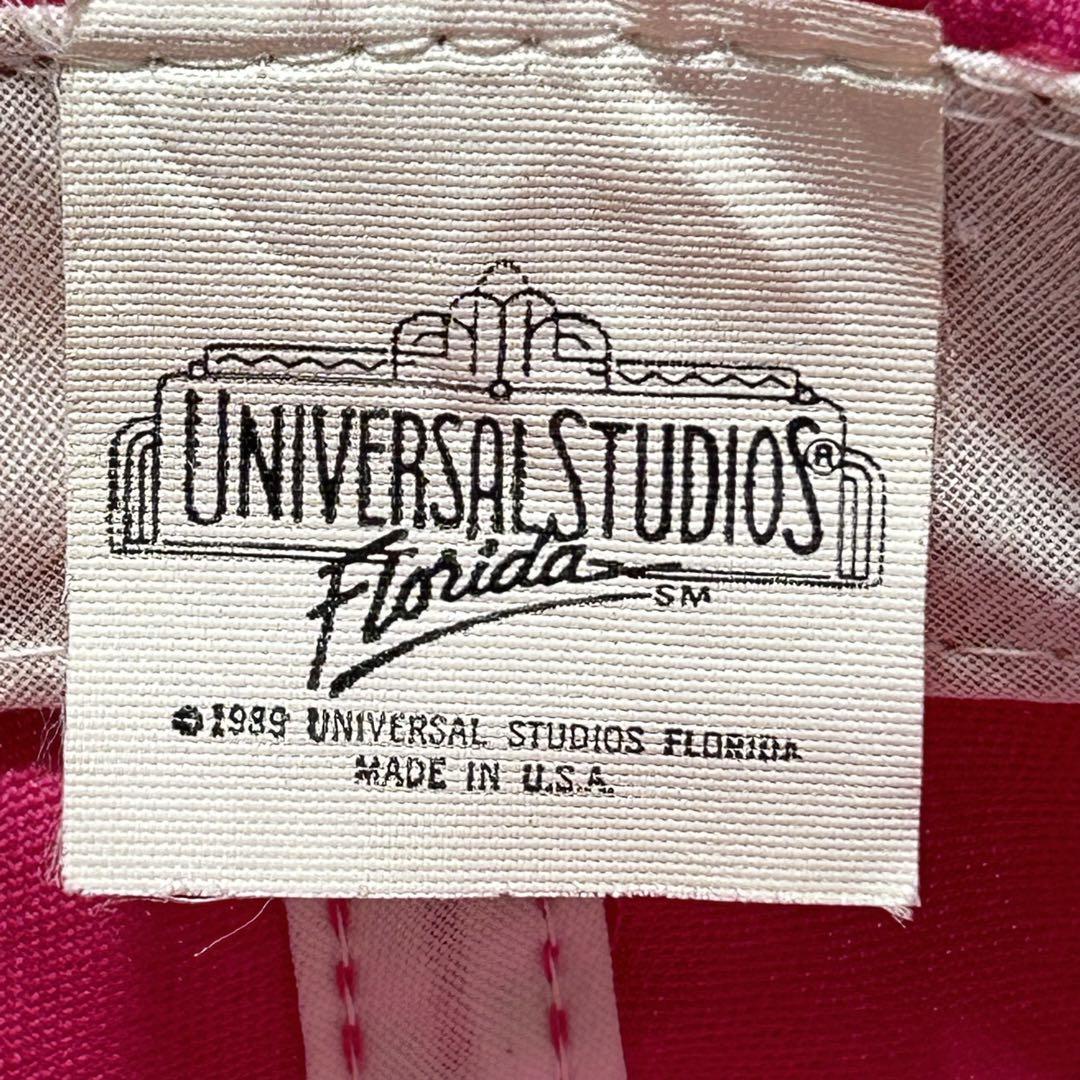 UNIVERSAL STUDIOS®
Florida SM
© 1989 UNIVERSAL STUDIOS FLORIDA
MADE IN U.S.A.